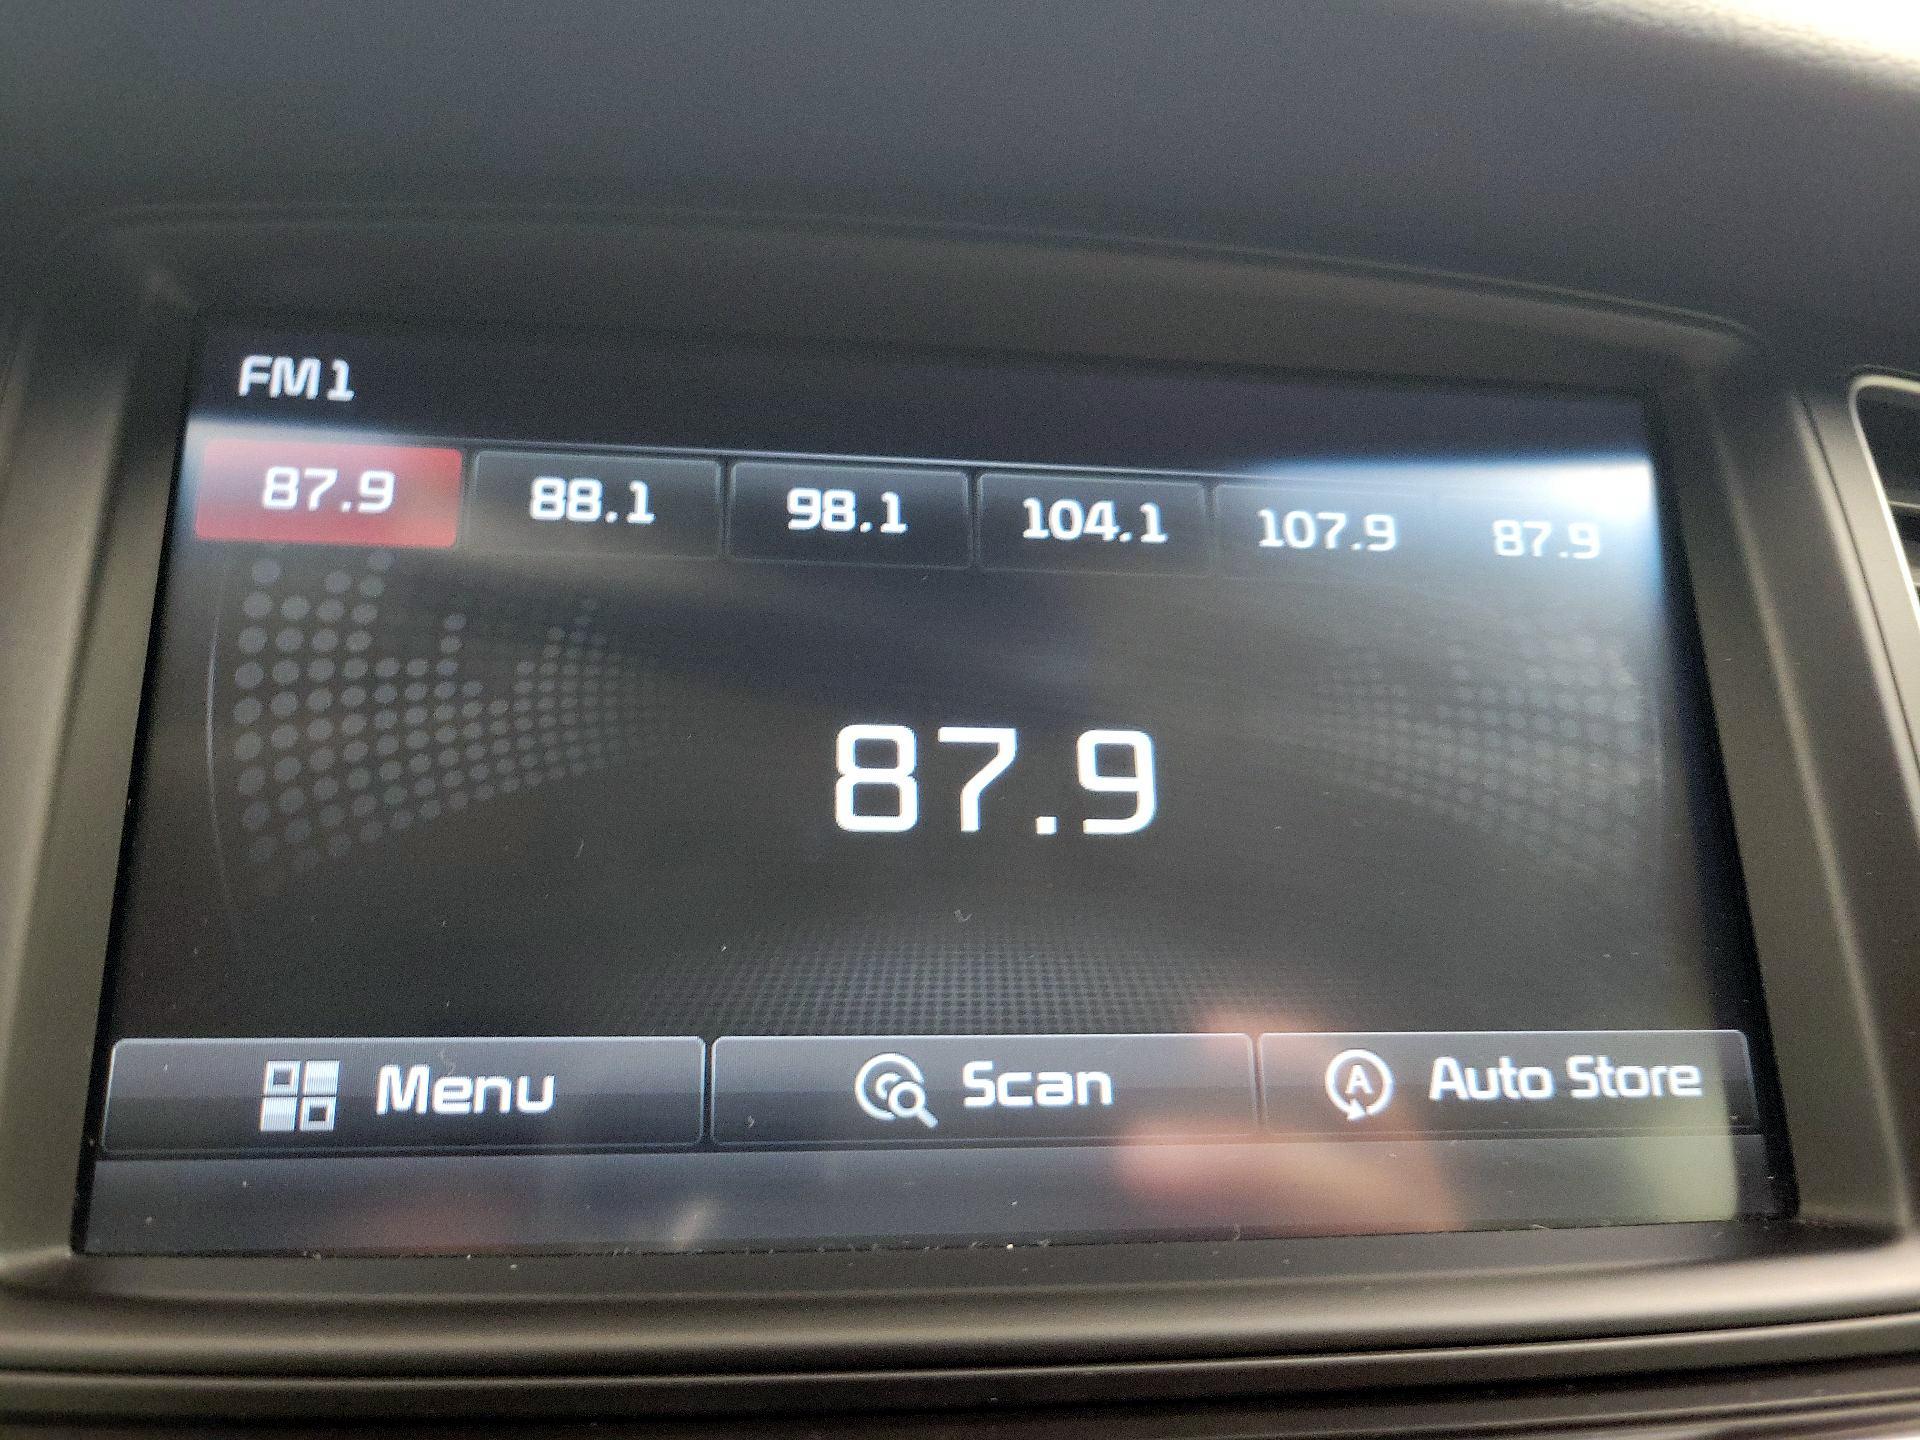 FM1
87.9 88.1 98.1 104.1 107.9 87.9
87.9
Menu Scan A Auto Store